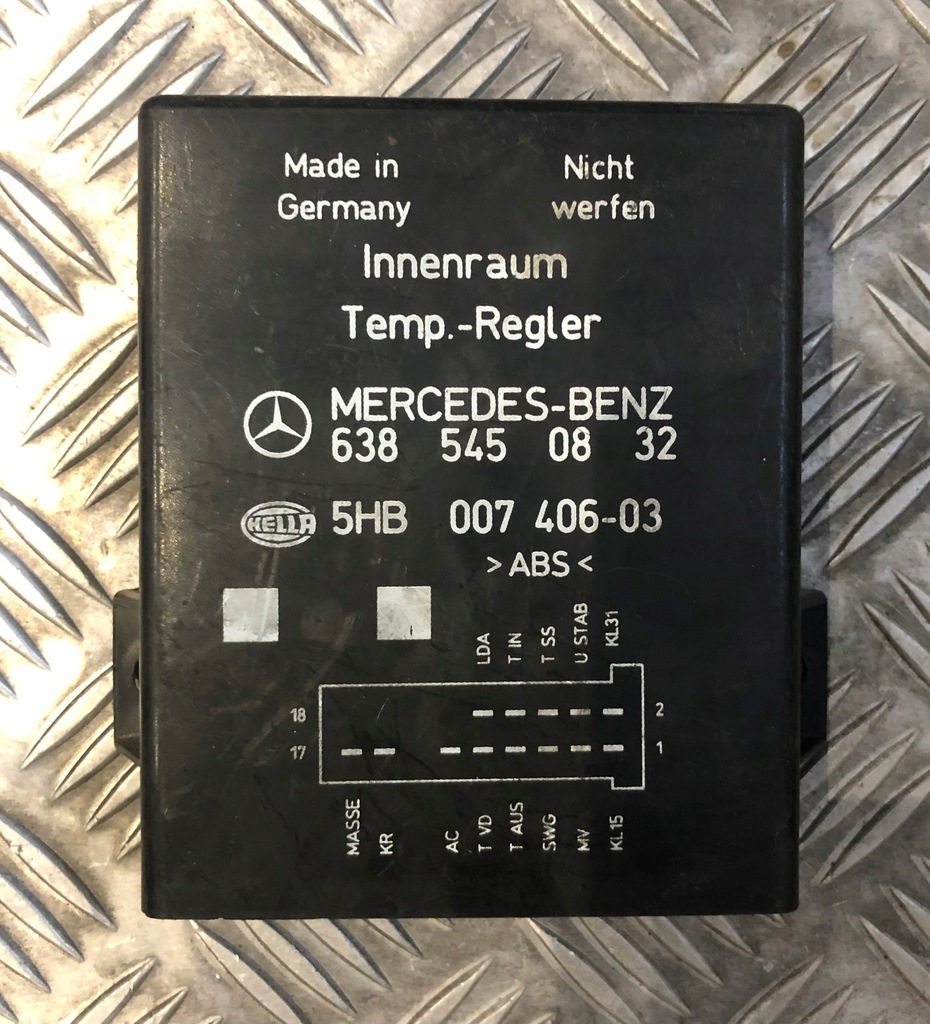 Made in
Germany
Nicht
werfen
Innenraum
Temp.-Regler
MERCEDES-BENZ
638 545 08 32
HELLA 5HB 007 406-03
>ABS<
LDA T IN T SS U STAB KL31
18 2
17 1
MASSE KR AC T VD T AUS SWG MV KL15